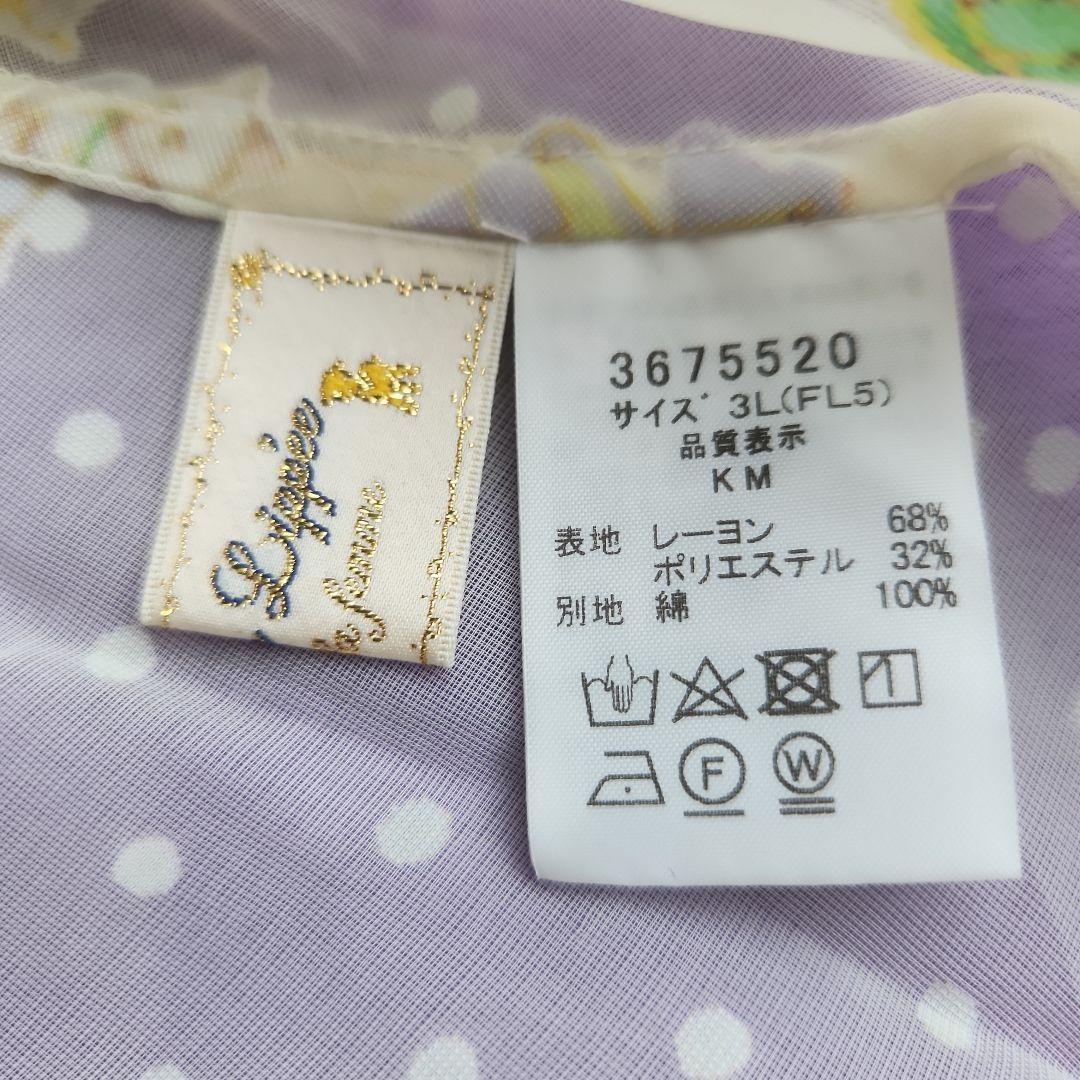 Lippée
3675520
サイズ 3L(FL5)
品質表示
KM
表地 レーヨン 68%
ポリエステル 32%
別地 綿 100%
F W